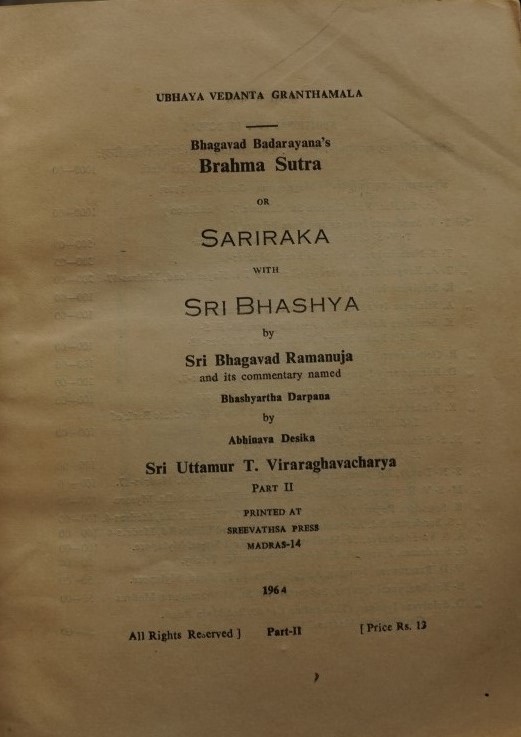 UBHAYA VEDANTA GRANTHAMALA
Bhagavad Badarayana's
Brahma Sutra
OR
SARIRAKA
WITH
SRI BHASHYA
by
Sri Bhagavad Ramanuja
and its commentary named
Bhashyartha Darpana
by
Abhinava Desika
Sri Uttamur T. Viraraghavacharya
PART II
PRINTED AT
SREEVATHSA PRESS
MADRAS-14
1964
All Rights Reserved ] Part-II [ Price Rs. 13